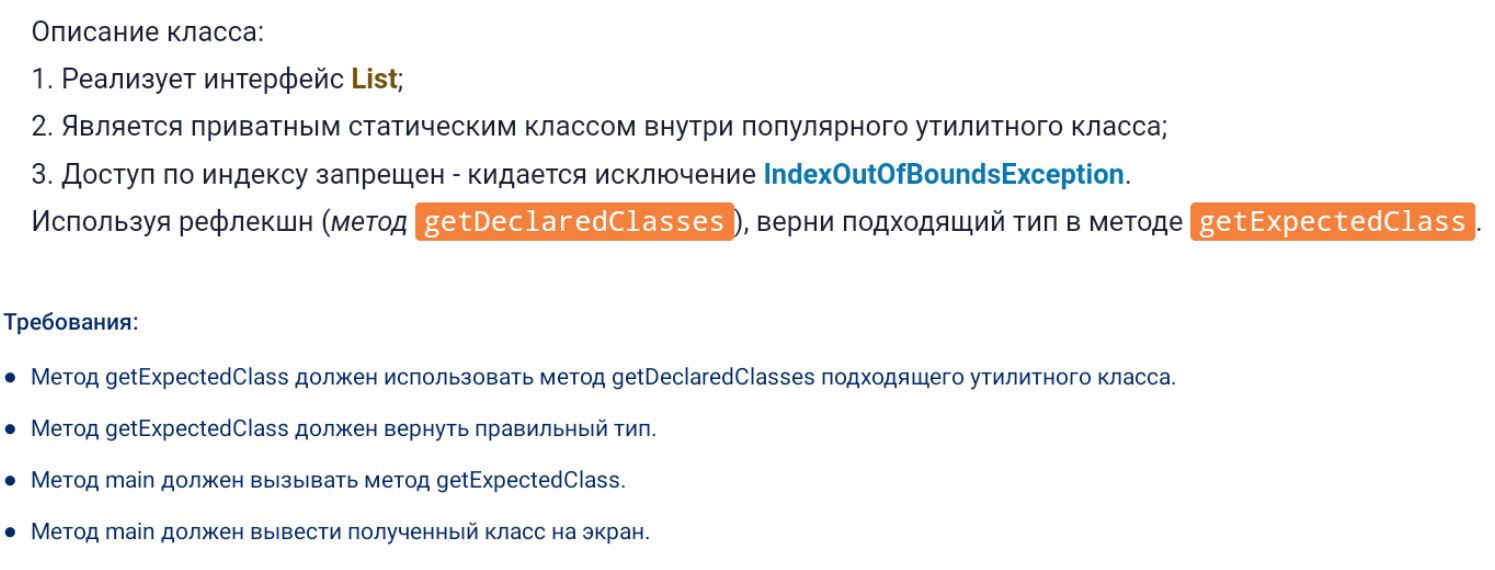 Описание класса:
1. Реализует интерфейс List;
2. Является приватным статическим классом внутри популярного утилитного класса;
3. Доступ по индексу запрещен - кидается исключение IndexOutOfBoundsException.
Используя рефлекшн (метод getDeclaredClasses), верни подходящий тип в методе getExpectedClass.
Требования:
● Метод getExpectedClass должен использовать метод getDeclaredClasses подходящего утилитного класса.
● Метод getExpectedClass должен вернуть правильный тип.
● Метод main должен вызывать метод getExpectedClass.
● Метод main должен вывести полученный класс на экран.